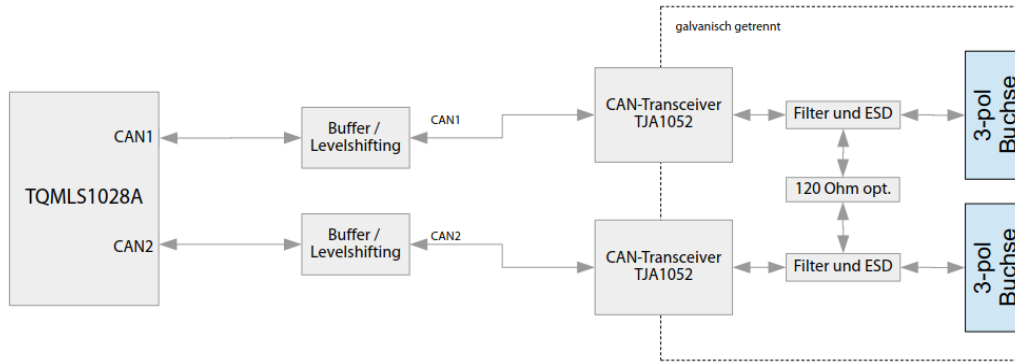 galvanisch getrennt
CAN-Transceiver
TJA1052
Filter und ESD
3-pol
Buchse
CAN1
Buffer /
Levelshifting
CAN1
TQMLS1028A
120 Ohm opt.
CAN2
Buffer /
Levelshifting
CAN2
CAN-Transceiver
TJA1052
Filter und ESD
3-pol
Buchse